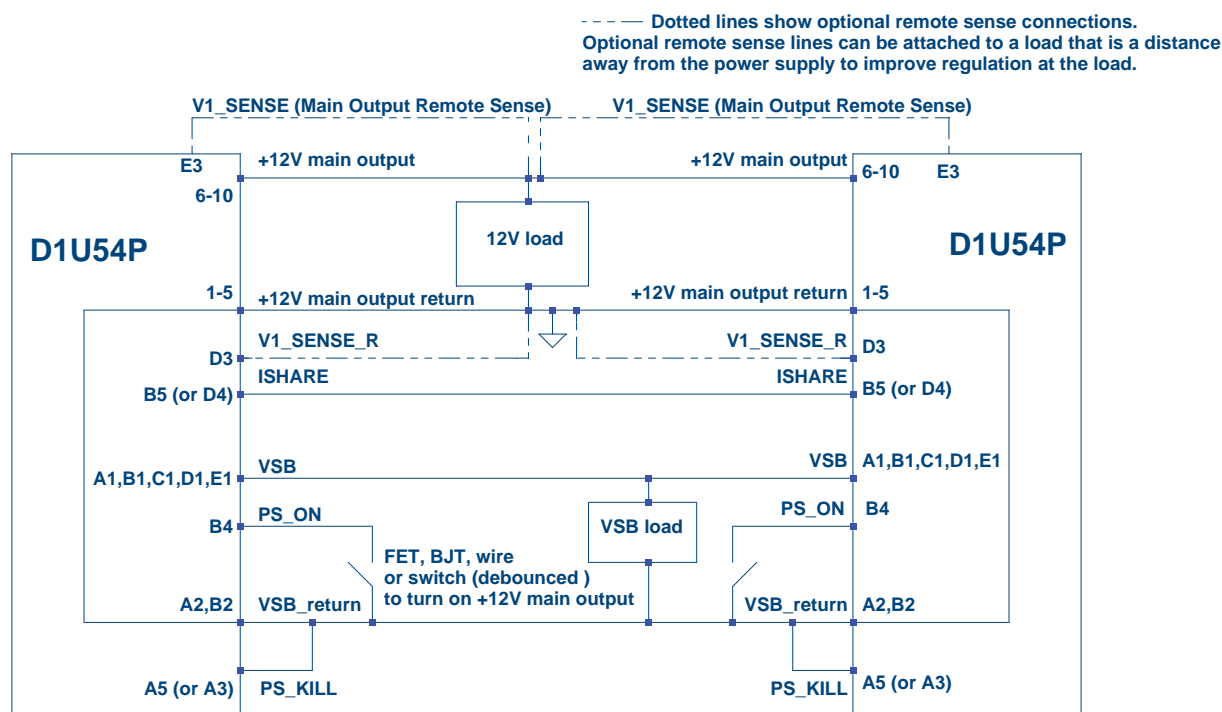 Dotted lines show optional remote sense connections.
Optional remote sense lines can be attached to a load that is a distance
away from the power supply to improve regulation at the load.
V1_SENSE (Main Output Remote Sense)
V1_SENSE (Main Output Remote Sense)
E3
+12V main output
+12V main output
6-10
E3
6-10
D1U54P
12V load
D1U54P
1-5
+12V main output return
+12V main output return
1-5
V1_SENSE_R
V1_SENSE_R
D3
D3
ISHARE
ISHARE
B5 (or D4)
B5 (or D4)
A1,B1,C1,D1,E1
VSB
VSB
A1,B1,C1,D1,E1
B4
PS_ON
VSB load
PS_ON
B4
FET, BJT, wire
or switch (debounced )
to turn on +12V main output
A2,B2
VSB_return
VSB_return
A2,B2
A5 (or A3)
PS_KILL
PS_KILL
A5 (or A3)